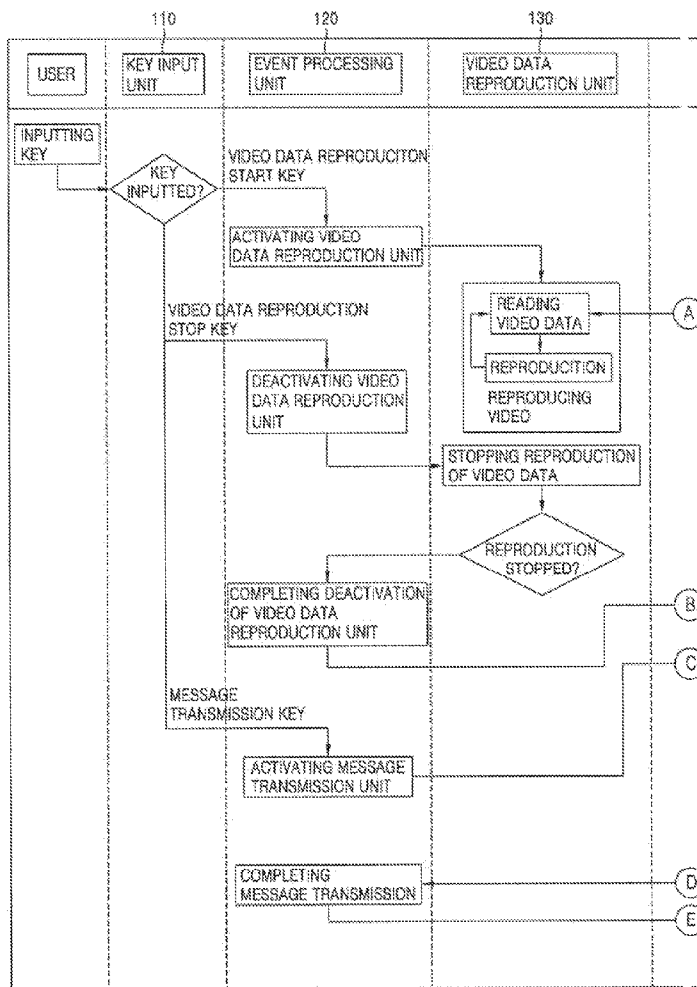 110
120
130
USER
KEY INPUT
UNIT
EVENT PROCESSING
UNIT
VIDEO DATA
REPRODUCTION UNIT
INPUTTING
KEY
KEY
INPUTTED?
VIDEO DATA REPRODUCITON
START KEY
ACTIVATING VIDEO
DATA REPRODUCTION UNIT
READING
VIDEO DATA
A
REPRODUCITION
REPRODUCING
VIDEO
VIDEO DATA REPRODUCTION
STOP KEY
DEACTIVATING VIDEO
DATA REPRODUCTION
UNIT
STOPPING REPRODUCTION
OF VIDEO DATA
REPRODUCTION
STOPPED?
COMPLETING DEACTIVATION
OF VIDEO DATA
REPRODUCTION UNIT
B
C
MESSAGE
TRANSMISSION KEY
ACTIVATING MESSAGE
TRANSMISSION UNIT
COMPLETING
MESSAGE TRANSMISSION
D
E